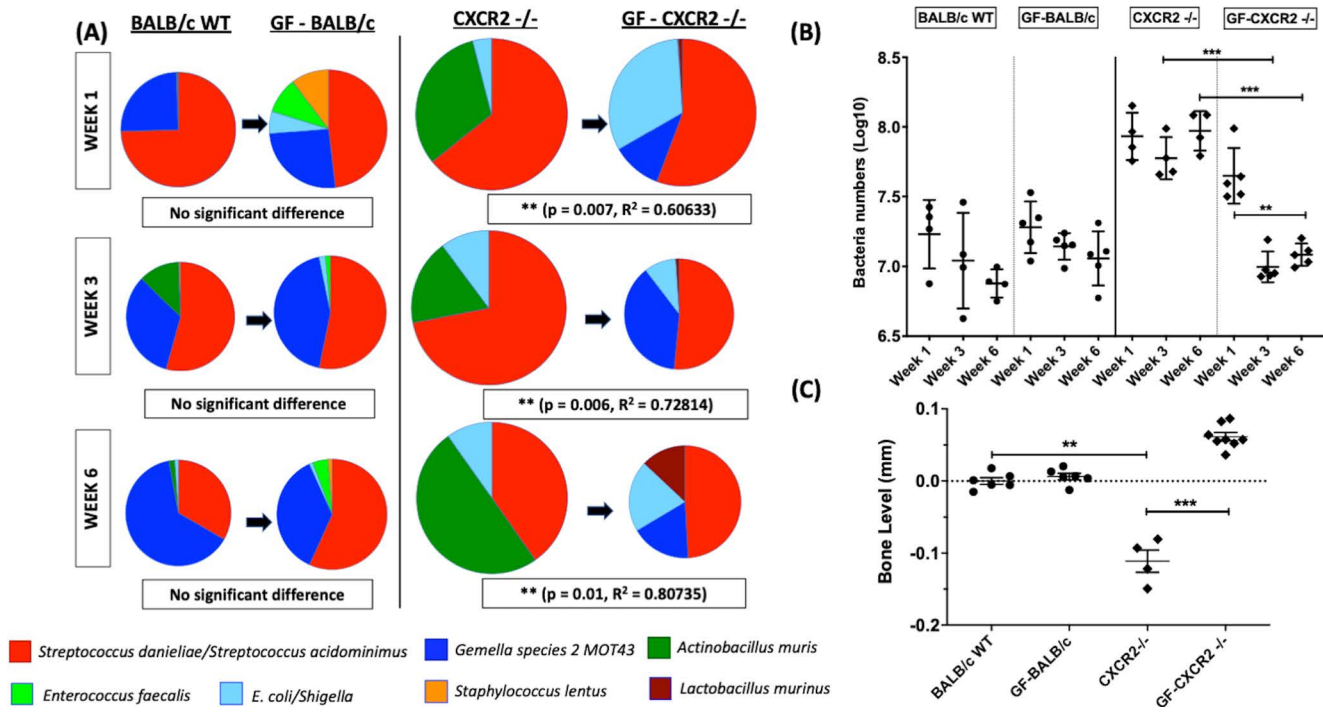 (A)
BALB/c WT
GF - BALB/c
CXCR2 -/-
GF - CXCR2 -/-
WEEK 1
No significant difference
** (p = 0.007, R² = 0.60633)
WEEK 3
No significant difference
** (p = 0.006, R² = 0.72814)
WEEK 6
No significant difference
** (p = 0.01, R² = 0.80735)
Streptococcus danieliae/Streptococcus acidominimus
Gemella species 2 MOT43
Actinobacillus muris
Enterococcus faecalis
E. coli/Shigella
Staphylococcus lentus
Lactobacillus murinus
(B)
BALB/c WT
GF-BALB/c
CXCR2 -/-
GF-CXCR2 -/-
Bacteria numbers (Log10)
8.5
8.0
7.5
7.0
6.5
***
***
**
Week 1
Week 3
Week 6
Week 1
Week 3
Week 6
Week 1
Week 3
Week 6
Week 1
Week 3
Week 6
(C)
Bone Level (mm)
0.1
0.0
-0.1
-0.2
**
***
BALB/c WT
GF-BALB/c
CXCR2-/-
GF-CXCR2 -/-